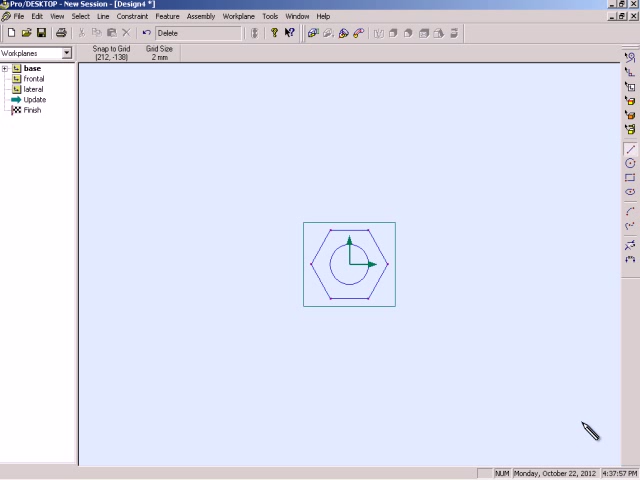 Pro/DESKTOP - New Session - [Design4 *]
File Edit View Select Line Constraint Feature Assembly Workplane Tools Window Help
Delete
Workplanes
Snap to Grid Grid Size
(212, -138) 2 mm
base
frontal
lateral
Update
Finish
NUM Monday, October 22, 2012 4:37:57 PM